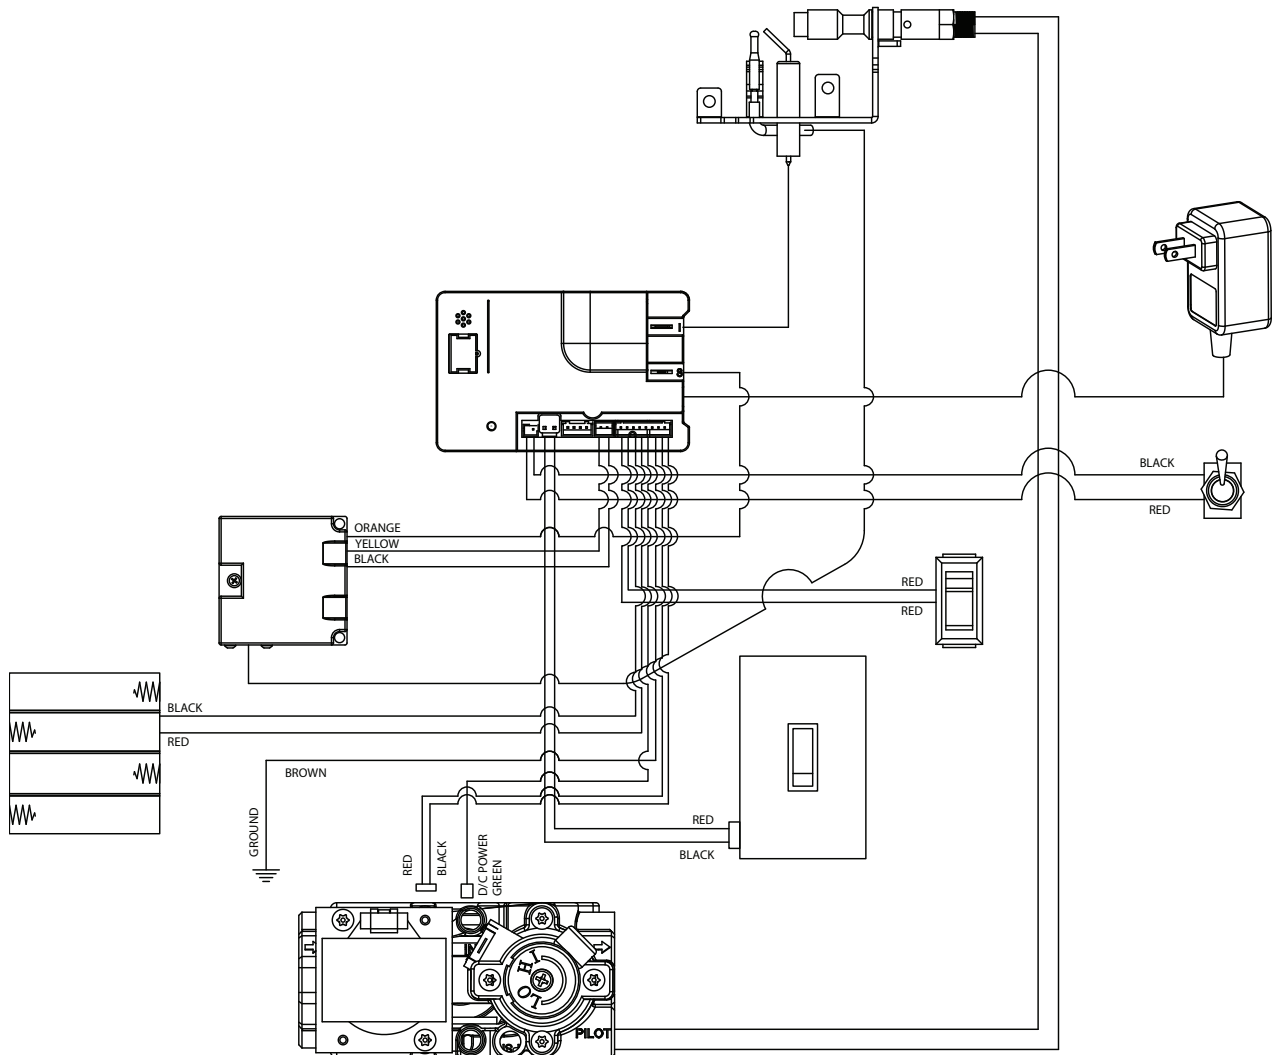 I
S
BLACK
RED
ORANGE
YELLOW
BLACK
RED
RED
BLACK
RED
BROWN
GROUND
RED
BLACK
D/C POWER
GREEN
RED
BLACK
HI
LO
PILOT